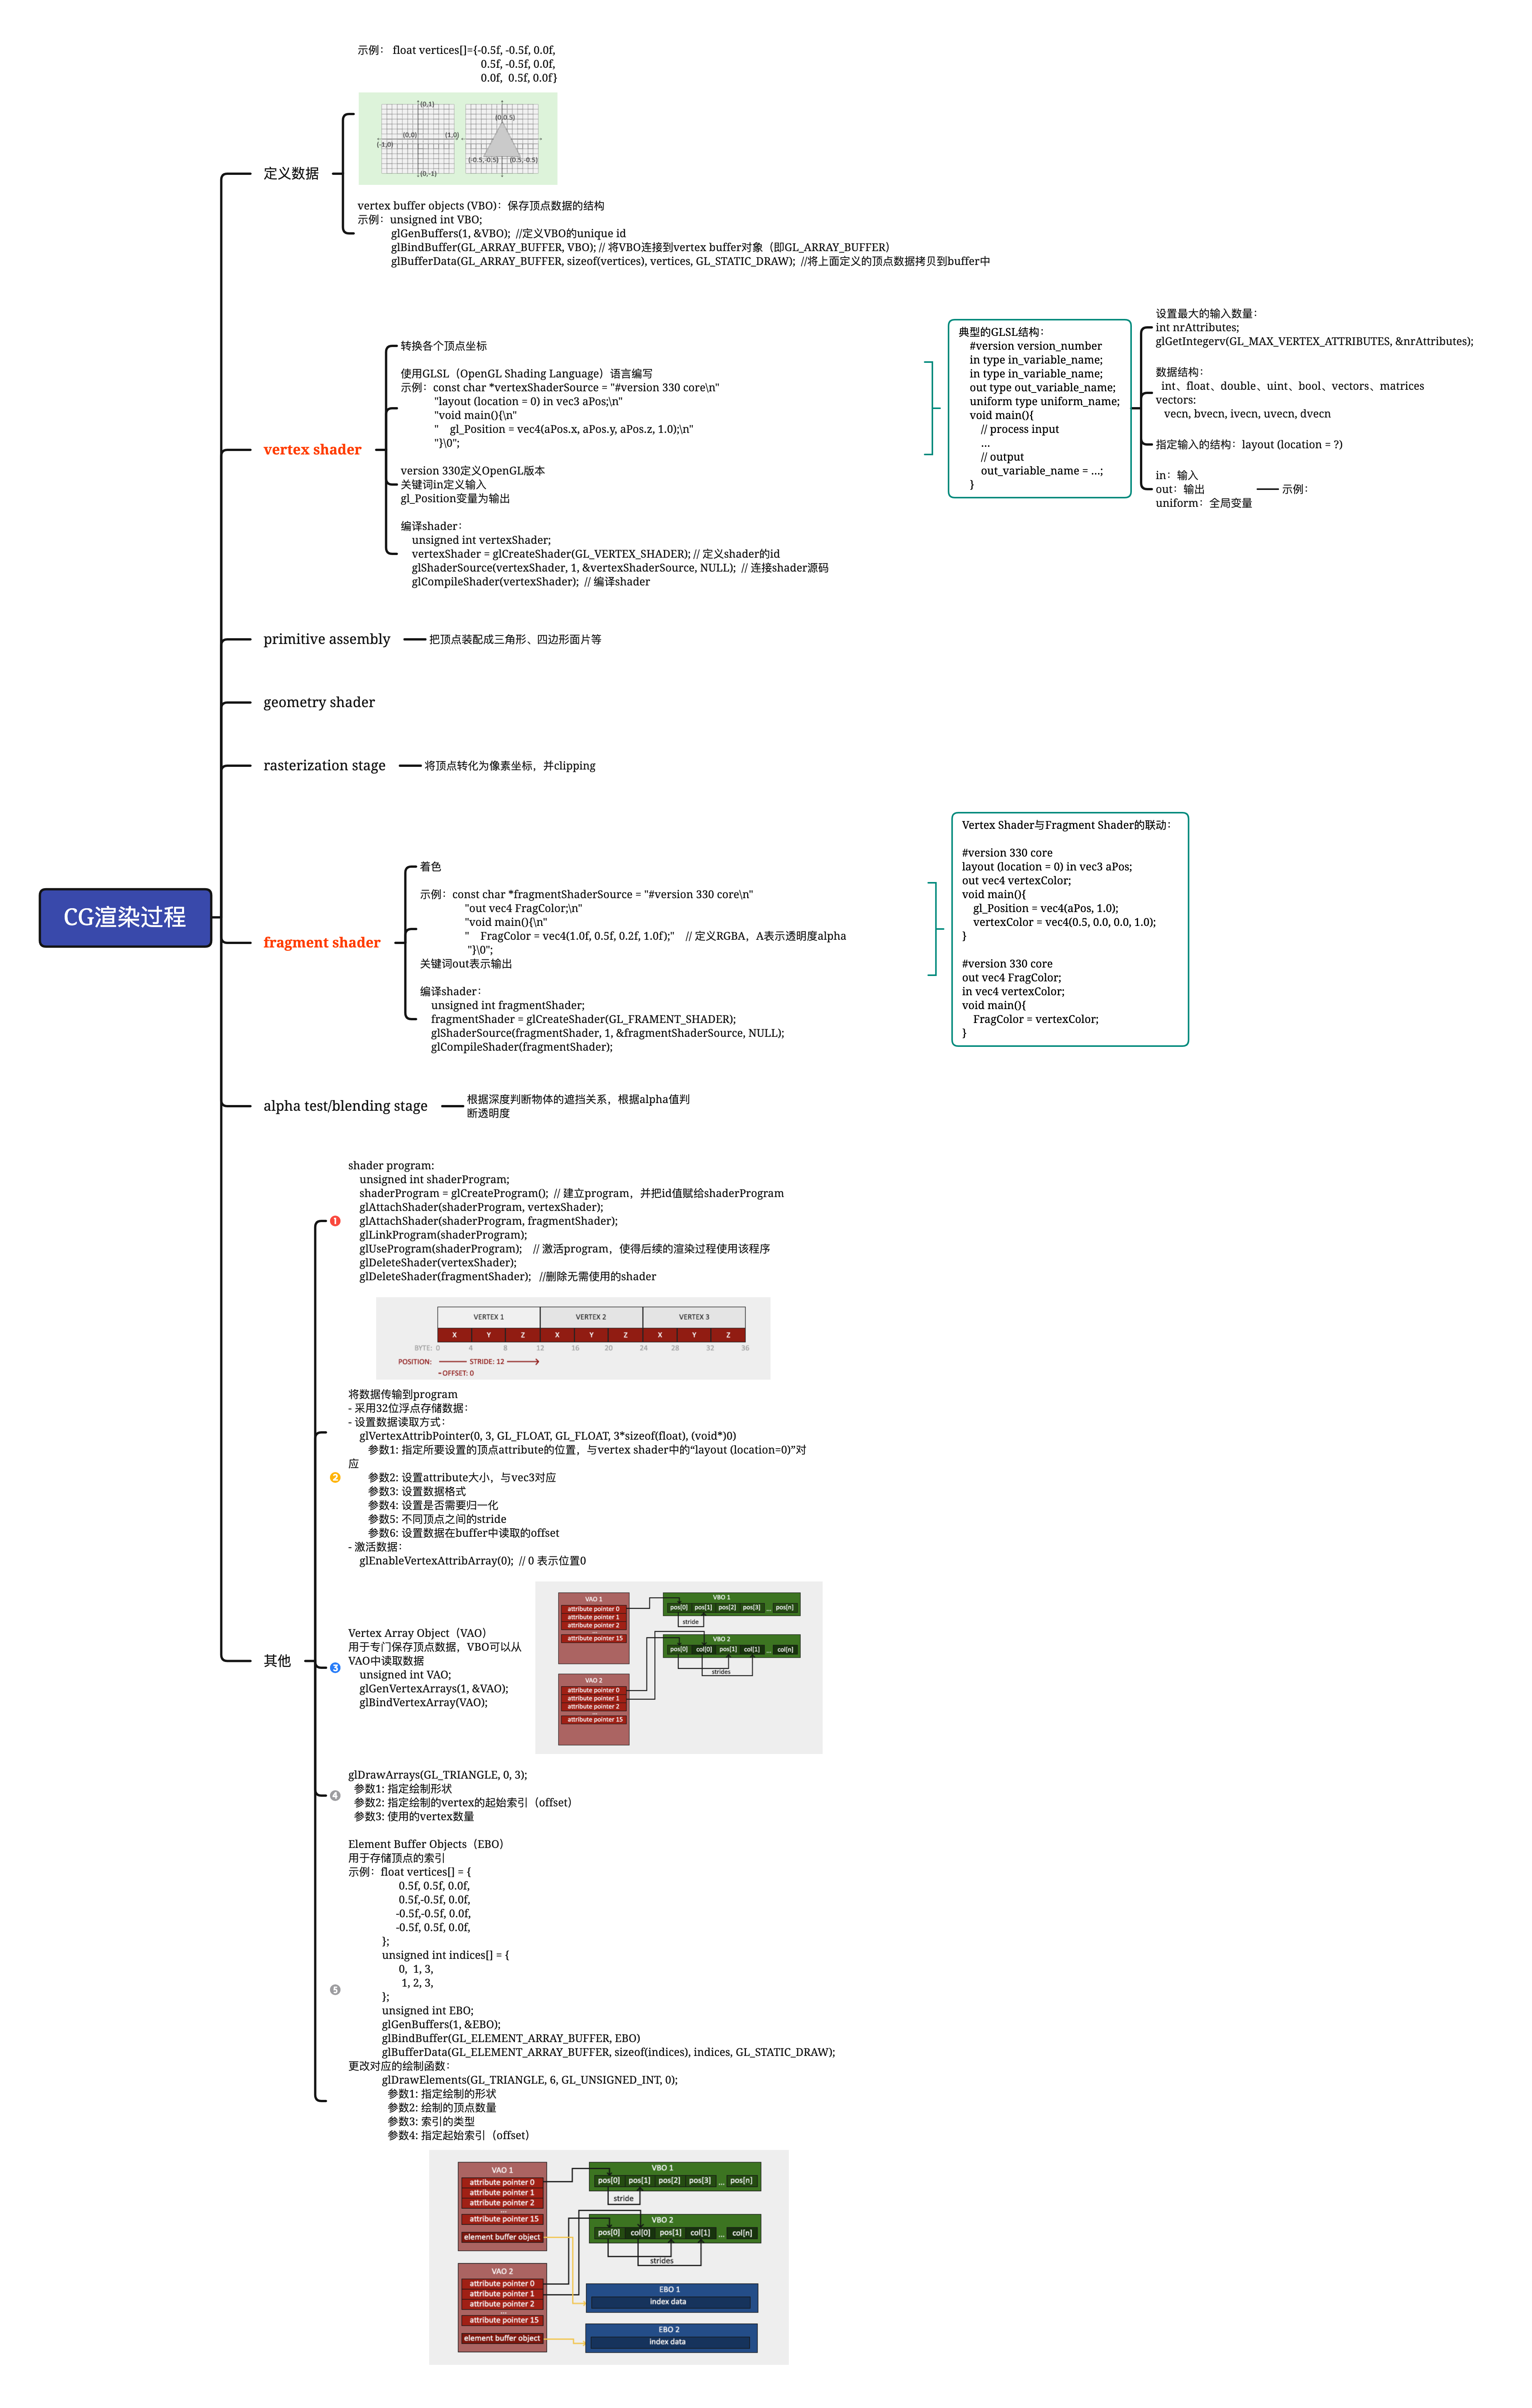 示例： float vertices[]={-0.5f, -0.5f, 0.0f,
0.5f, -0.5f, 0.0f,
0.0f, 0.5f, 0.0f}
(0,1)
(0,0)
(1,0)
(-1,0)
(0,-1)
(0,0.5)
(-0.5,-0.5)
(0.5,-0.5)
定义数据
vertex buffer objects (VBO)：保存顶点数据的结构
示例：unsigned int VBO;
glGenBuffers(1, &VBO); //定义VBO的unique id
glBindBuffer(GL_ARRAY_BUFFER, VBO); // 将VBO连接到vertex buffer对象（即GL_ARRAY_BUFFER）
glBufferData(GL_ARRAY_BUFFER, sizeof(vertices), vertices, GL_STATIC_DRAW); //将上面定义的顶点数据拷贝到buffer中
vertex shader
转换各个顶点坐标
使用GLSL（OpenGL Shading Language）语言编写
示例：const char *vertexShaderSource = "#version 330 core\n"
"layout (location = 0) in vec3 aPos;\n"
"void main(){\n"
" gl_Position = vec4(aPos.x, aPos.y, aPos.z, 1.0);\n"
"}\0";
version 330定义OpenGL版本
关键词in定义输入
gl_Position变量为输出
编译shader：
unsigned int vertexShader;
vertexShader = glCreateShader(GL_VERTEX_SHADER); // 定义shader的id
glShaderSource(vertexShader, 1, &vertexShaderSource, NULL); // 连接shader源码
glCompileShader(vertexShader); // 编译shader
典型的GLSL结构：
#version version_number
in type in_variable_name;
in type in_variable_name;
out type out_variable_name;
uniform type uniform_name;
void main(){
// process input
...
// output
out_variable_name = ...;
}
设置最大的输入数量：
int nrAttributes;
glGetIntegerv(GL_MAX_VERTEX_ATTRIBUTES, &nrAttributes);
数据结构：
int、float、double、uint、bool、vectors、matrices
vectors:
vecn, bvecn, ivecn, uvecn, dvecn
指定输入的结构：layout (location = ?)
in：输入
out：输出
uniform：全局变量
示例：
primitive assembly
把顶点装配成三角形、四边形面片等
geometry shader
rasterization stage
将顶点转化为像素坐标，并clipping
CG渲染过程
fragment shader
着色
示例：const char *fragmentShaderSource = "#version 330 core\n"
"out vec4 FragColor;\n"
"void main(){\n"
" FragColor = vec4(1.0f, 0.5f, 0.2f, 1.0f);" // 定义RGBA，A表示透明度alpha
"}\0";
关键词out表示输出
编译shader：
unsigned int fragmentShader;
fragmentShader = glCreateShader(GL_FRAMENT_SHADER);
glShaderSource(fragmentShader, 1, &fragmentShaderSource, NULL);
glCompileShader(fragmentShader);
Vertex Shader与Fragment Shader的联动：
#version 330 core
layout (location = 0) in vec3 aPos;
out vec4 vertexColor;
void main(){
gl_Position = vec4(aPos, 1.0);
vertexColor = vec4(0.5, 0.0, 0.0, 1.0);
}
#version 330 core
out vec4 FragColor;
in vec4 vertexColor;
void main(){
FragColor = vertexColor;
}
alpha test/blending stage
根据深度判断物体的遮挡关系，根据alpha值判
断透明度
其他
1
shader program:
unsigned int shaderProgram;
shaderProgram = glCreateProgram(); // 建立program，并把id值赋给shaderProgram
glAttachShader(shaderProgram, vertexShader);
glAttachShader(shaderProgram, fragmentShader);
glLinkProgram(shaderProgram);
glUseProgram(shaderProgram); // 激活program，使得后续的渲染过程使用该程序
glDeleteShader(vertexShader);
glDeleteShader(fragmentShader); //删除无需使用的shader
VERTEX 1 VERTEX 2 VERTEX 3
X Y Z X Y Z X Y Z
BYTE: 0 4 8 12 16 20 24 28 32 36
POSITION: STRIDE: 12
OFFSET: 0
2
将数据传输到program
- 采用32位浮点存储数据：
- 设置数据读取方式：
glVertexAttribPointer(0, 3, GL_FLOAT, GL_FLOAT, 3*sizeof(float), (void*)0)
参数1: 指定所要设置的顶点attribute的位置，与vertex shader中的“layout (location=0)”对
应
参数2: 设置attribute大小，与vec3对应
参数3: 设置数据格式
参数4: 设置是否需要归一化
参数5: 不同顶点之间的stride
参数6: 设置数据在buffer中读取的offset
- 激活数据：
glEnableVertexAttribArray(0); // 0 表示位置0
3
Vertex Array Object（VAO）
用于专门保存顶点数据，VBO可以从
VAO中读取数据
unsigned int VAO;
glGenVertexArrays(1, &VAO);
glBindVertexArray(VAO);
VAO 1
attribute pointer 0
attribute pointer 1
attribute pointer 2
...
attribute pointer 15
VAO 2
attribute pointer 0
attribute pointer 1
attribute pointer 2
...
attribute pointer 15
VBO 1
pos[0] pos[1] pos[2] pos[3] ... pos[n]
stride
VBO 2
pos[0] col[0] pos[1] col[1] ... col[n]
strides
4
glDrawArrays(GL_TRIANGLE, 0, 3);
参数1: 指定绘制形状
参数2: 指定绘制的vertex的起始索引（offset）
参数3: 使用的vertex数量
5
Element Buffer Objects（EBO）
用于存储顶点的索引
示例：float vertices[] = {
0.5f, 0.5f, 0.0f,
0.5f,-0.5f, 0.0f,
-0.5f,-0.5f, 0.0f,
-0.5f, 0.5f, 0.0f,
};
unsigned int indices[] = {
0, 1, 3,
1, 2, 3,
};
unsigned int EBO;
glGenBuffers(1, &EBO);
glBindBuffer(GL_ELEMENT_ARRAY_BUFFER, EBO)
glBufferData(GL_ELEMENT_ARRAY_BUFFER, sizeof(indices), indices, GL_STATIC_DRAW);
更改对应的绘制函数：
glDrawElements(GL_TRIANGLE, 6, GL_UNSIGNED_INT, 0);
参数1: 指定绘制的形状
参数2: 绘制的顶点数量
参数3: 索引的类型
参数4: 指定起始索引（offset）
VAO 1
attribute pointer 0
attribute pointer 1
attribute pointer 2
...
attribute pointer 15
element buffer object
VAO 2
attribute pointer 0
attribute pointer 1
attribute pointer 2
...
attribute pointer 15
element buffer object
VBO 1
pos[0] pos[1] pos[2] pos[3] ... pos[n]
stride
VBO 2
pos[0] col[0] pos[1] col[1] ... col[n]
strides
EBO 1
index data
EBO 2
index data